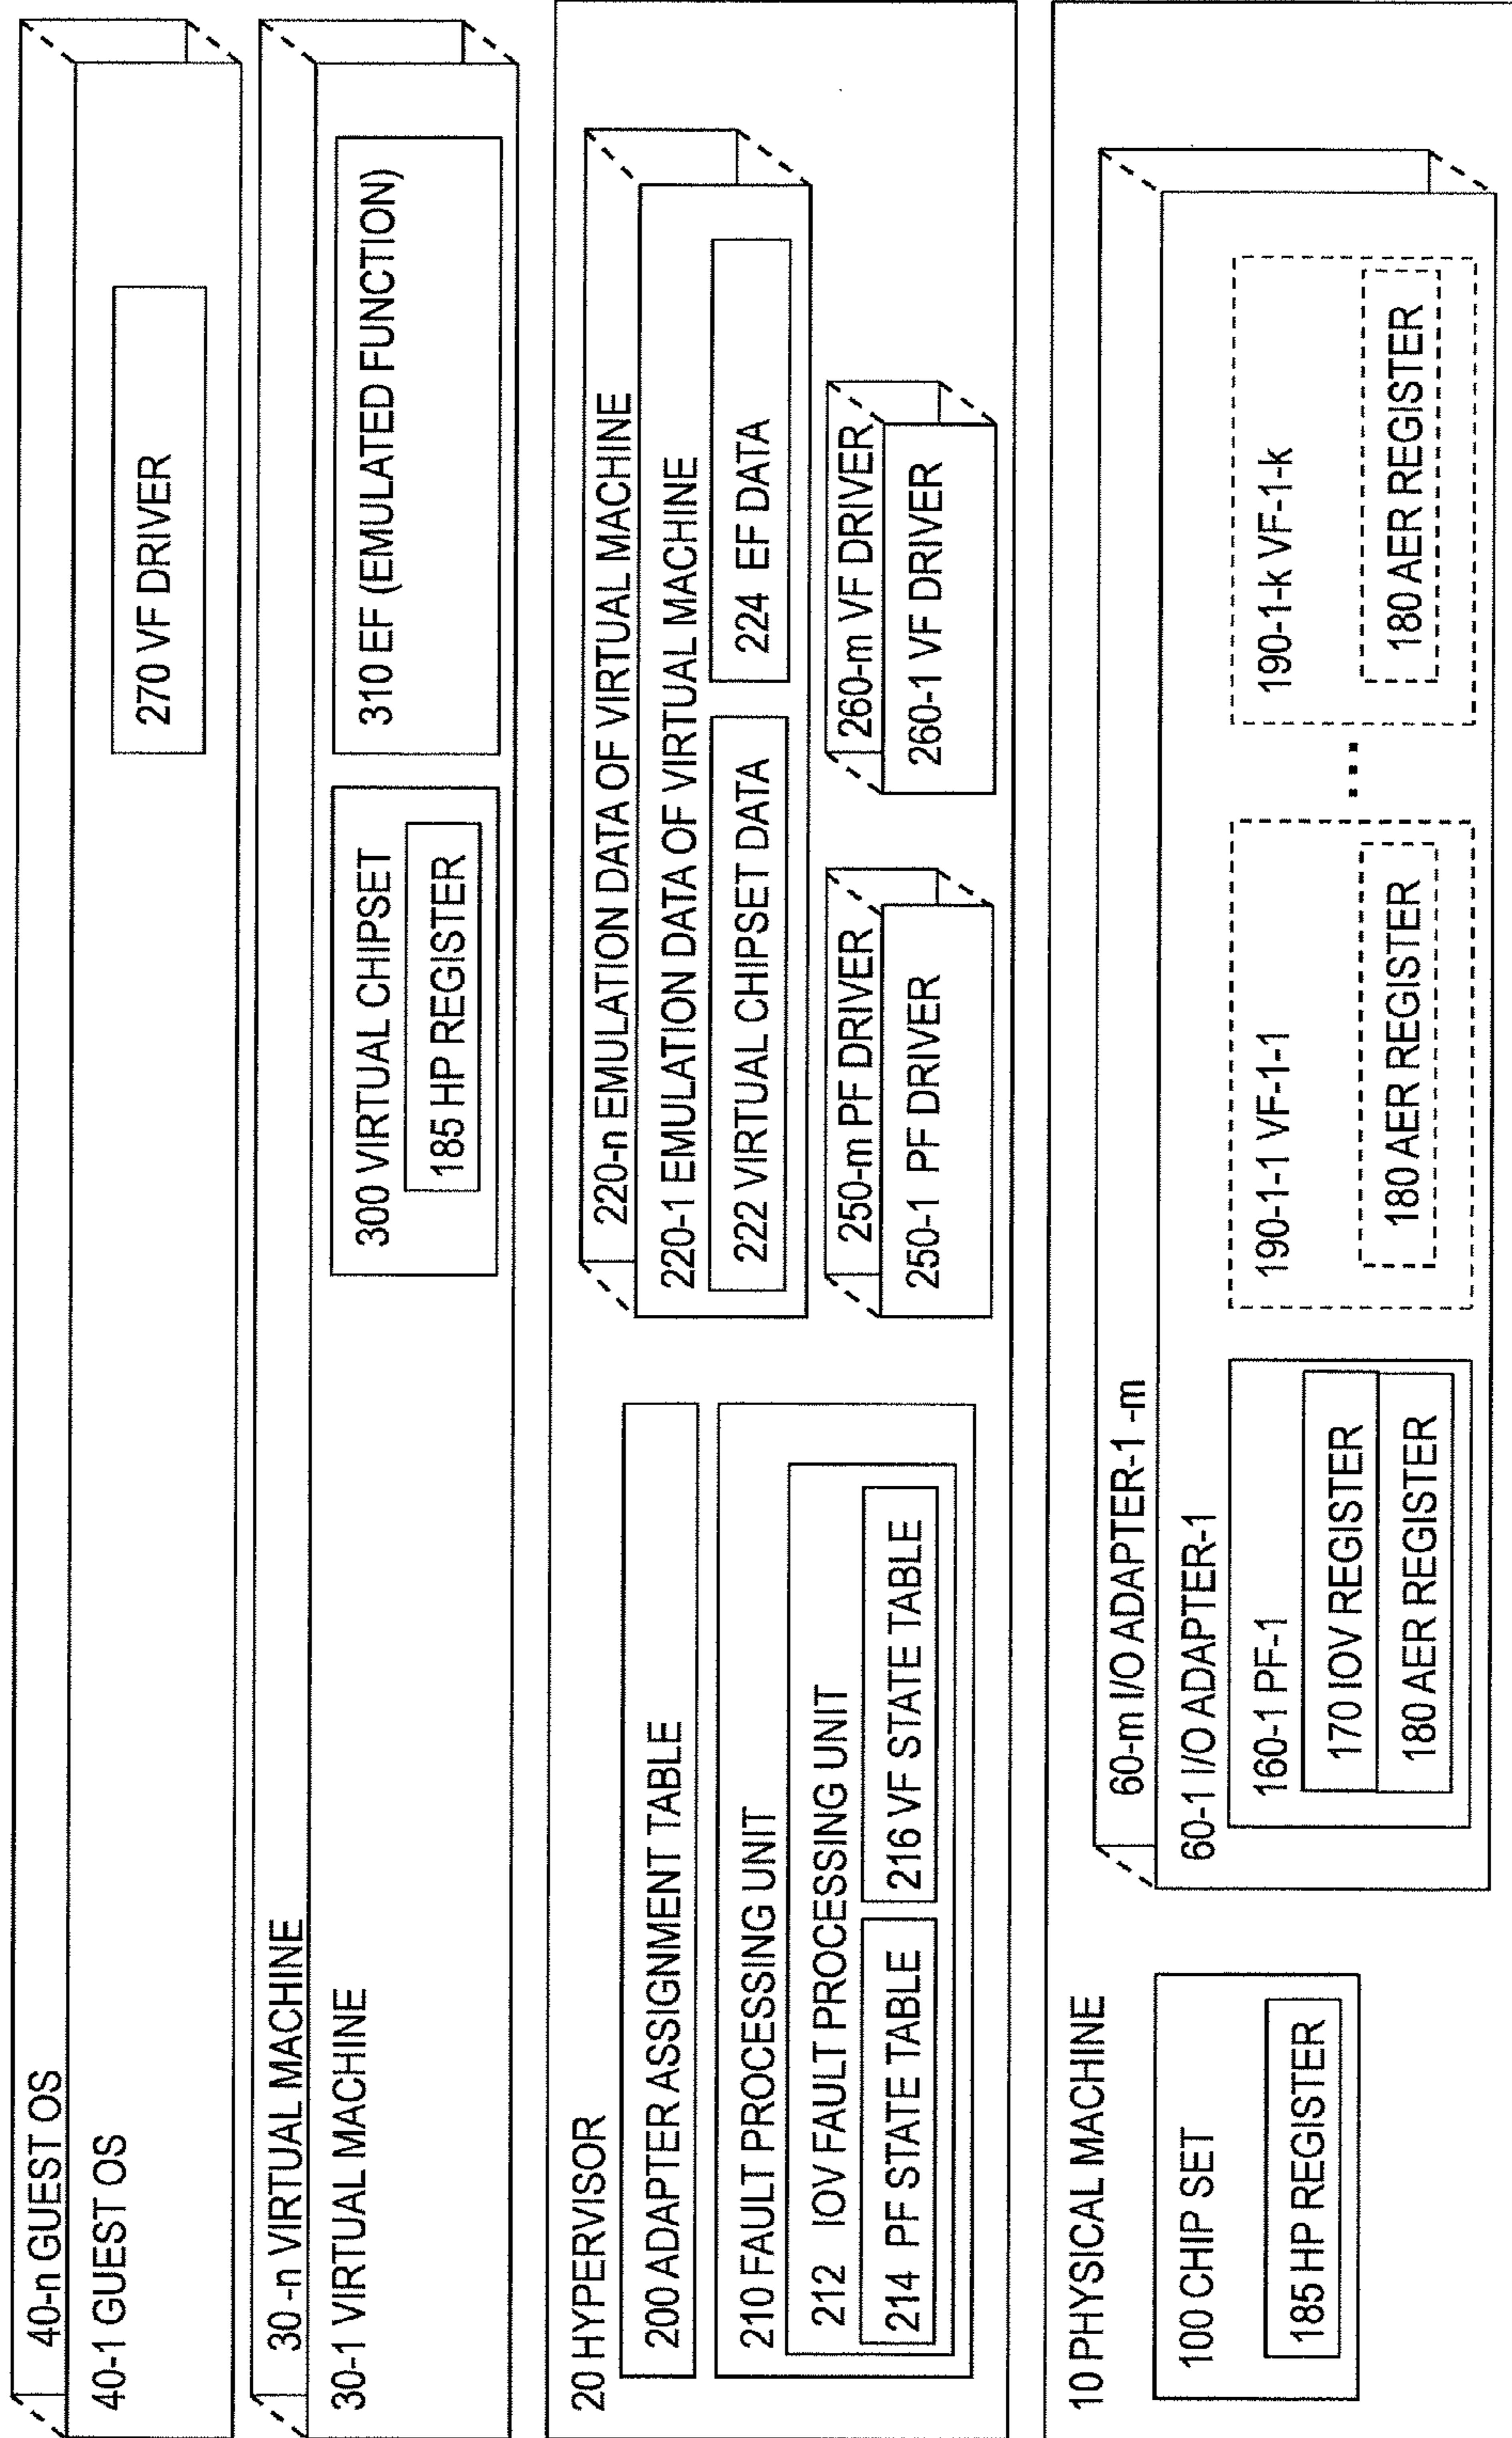 40-n GUEST OS
40-1 GUEST OS
270 VF DRIVER
30 -n VIRTUAL MACHINE
30-1 VIRTUAL MACHINE
300 VIRTUAL CHIPSET
185 HP REGISTER
310 EF (EMULATED FUNCTION)
20 HYPERVISOR
200 ADAPTER ASSIGNMENT TABLE
210 FAULT PROCESSING UNIT
212 IOV FAULT PROCESSING UNIT
214 PF STATE TABLE
216 VF STATE TABLE
220-n EMULATION DATA OF VIRTUAL MACHINE
220-1 EMULATION DATA OF VIRTUAL MACHINE
222 VIRTUAL CHIPSET DATA
224 EF DATA
250-m PF DRIVER
250-1 PF DRIVER
260-m VF DRIVER
260-1 VF DRIVER
10 PHYSICAL MACHINE
100 CHIP SET
185 HP REGISTER
60-m I/O ADAPTER-1 -m
60-1 I/O ADAPTER-1
160-1 PF-1
170 IOV REGISTER
180 AER REGISTER
190-1-1 VF-1-1
180 AER REGISTER
...
190-1-k VF-1-k
180 AER REGISTER